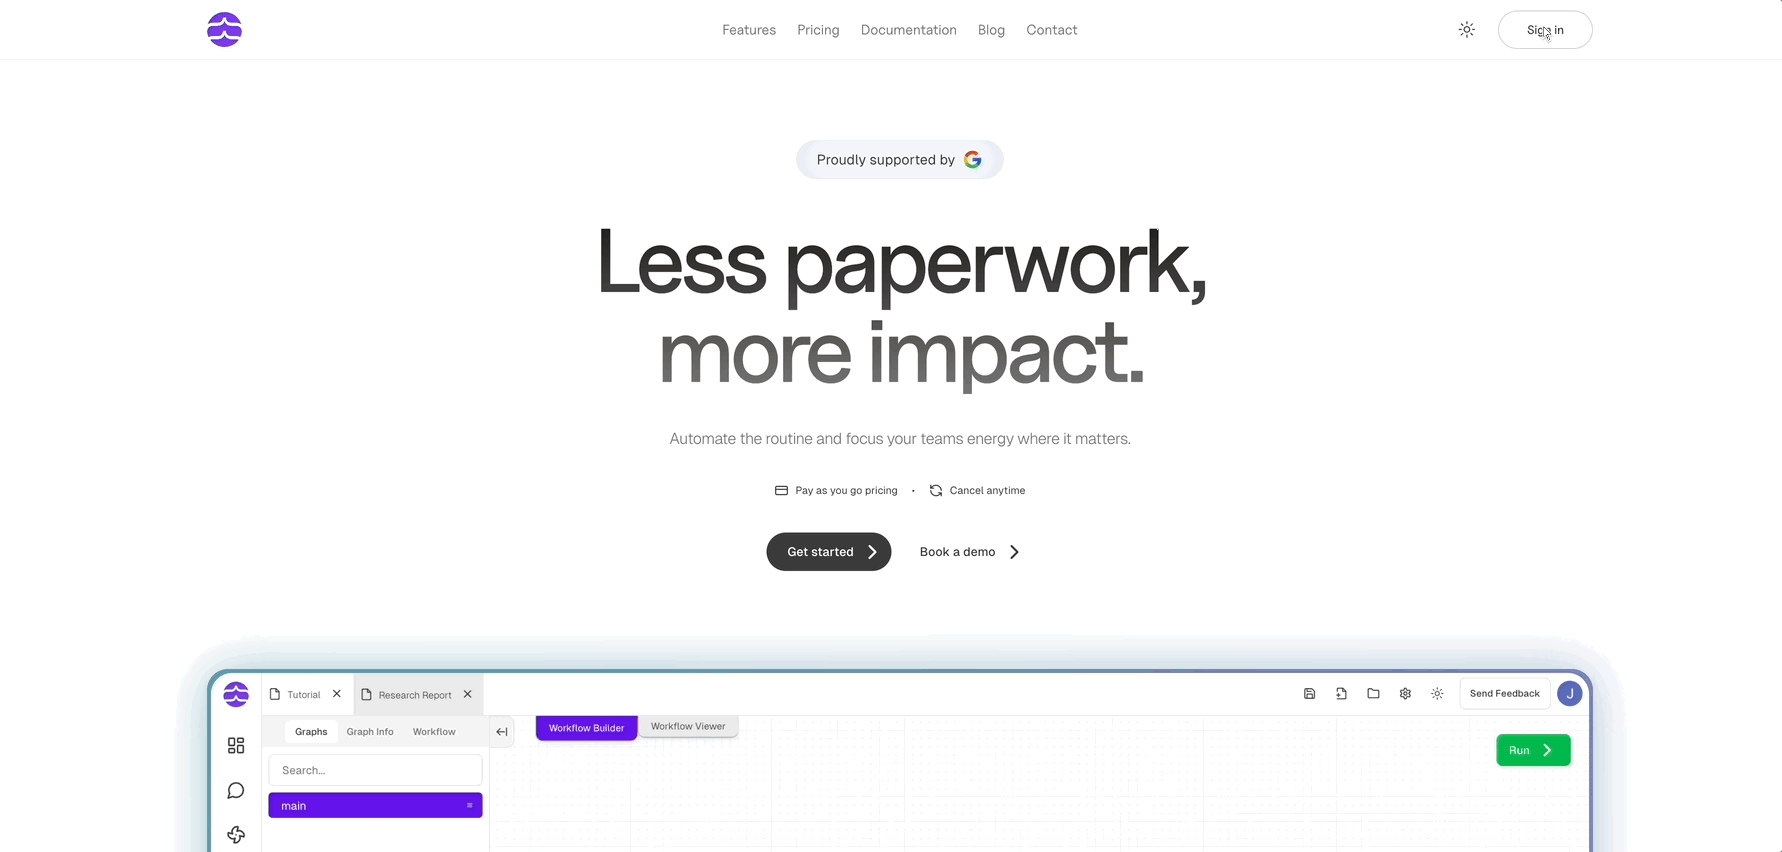 Features Pricing Documentation Blog Contact
Sign in
Proudly supported by
Less paperwork,
more impact.
Automate the routine and focus your teams energy where it matters.
Pay as you go pricing · Cancel anytime
Get started Book a demo
Tutorial Research Report Send Feedback J
Graphs Graph Info Workflow Workflow Builder Workflow Viewer
Run
Search...
main